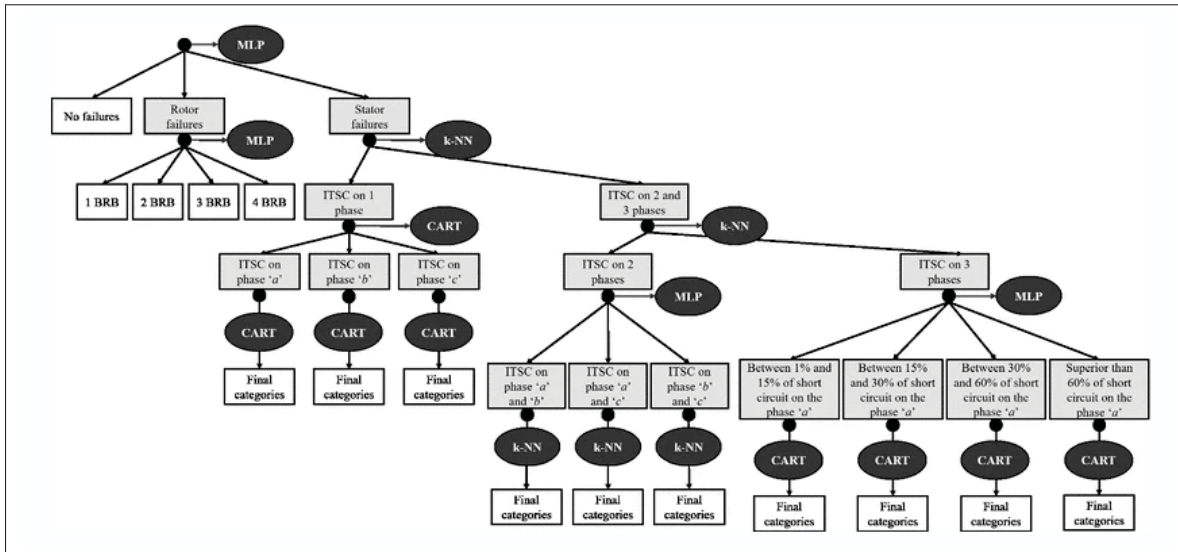 MLP
No failures
Rotor
failures
Stator
failures
MLP
k-NN
1 BRB
2 BRB
3 BRB
4 BRB
ITSC on 1
phase
ITSC on 2 and
3 phases
CART
k-NN
ITSC on
phase ‘a’
ITSC on
phase ‘b’
ITSC on
phase ‘c’
ITSC on 2
phases
ITSC on 3
phases
MLP
MLP
CART
CART
CART
Final
categories
Final
categories
Final
categories
ITSC on
phase ‘a’
and ‘b’
ITSC on
phase ‘a’
and ‘c’
ITSC on
phase ‘b’
and ‘c’
Between 1% and
15% of short
circuit on the
phase ‘a’
Between 15%
and 30% of short
circuit on the
phase ‘a’
Between 30%
and 60% of short
circuit on the
phase ‘a’
Superior than
60% of short
circuit on the
phase ‘a’
k-NN
k-NN
k-NN
CART
CART
CART
CART
Final
categories
Final
categories
Final
categories
Final
categories
Final
categories
Final
categories
Final
categories